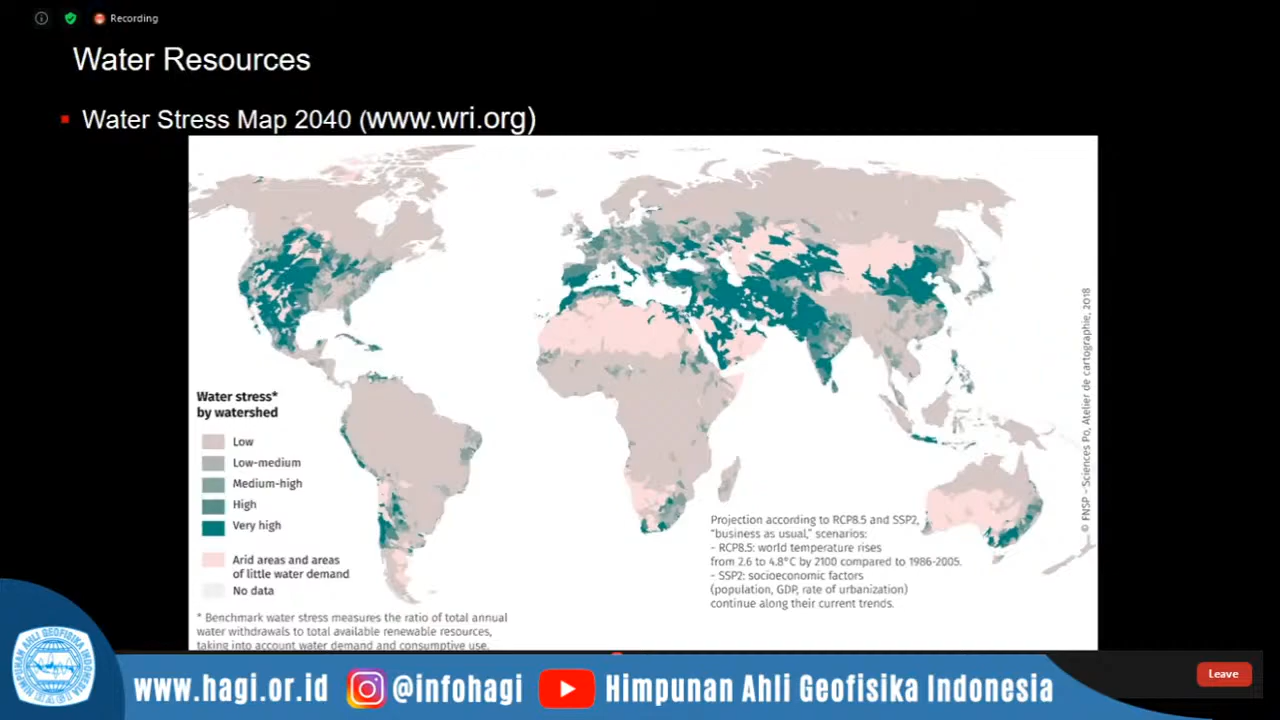 Recording
Water Resources
Water Stress Map 2040 (www.wri.org)
Water stress*
by watershed
Low
Low-medium
Medium-high
High
Very high
Arid areas and areas
of little water demand
No data
* Benchmark water stress measures the ratio of total annual
water withdrawals to total available renewable resources,
taking into account water demand and consumptive use.
Projection according to RCP8.5 and SSP2,
“business as usual,” scenarios:
- RCP8.5: world temperature rises
from 2.6 to 4.8°C by 2100 compared to 1986-2005.
- SSP2: socioeconomic factors
(population, GDP, rate of urbanization)
continue along their current trends.
© FNSP - Sciences Po, Atelier de cartographie, 2018
HIMPUNAN AHLI GEOFISIKA INDONESIA
www.hagi.or.id
@infohagi
Himpunan Ahli Geofisika Indonesia
Leave